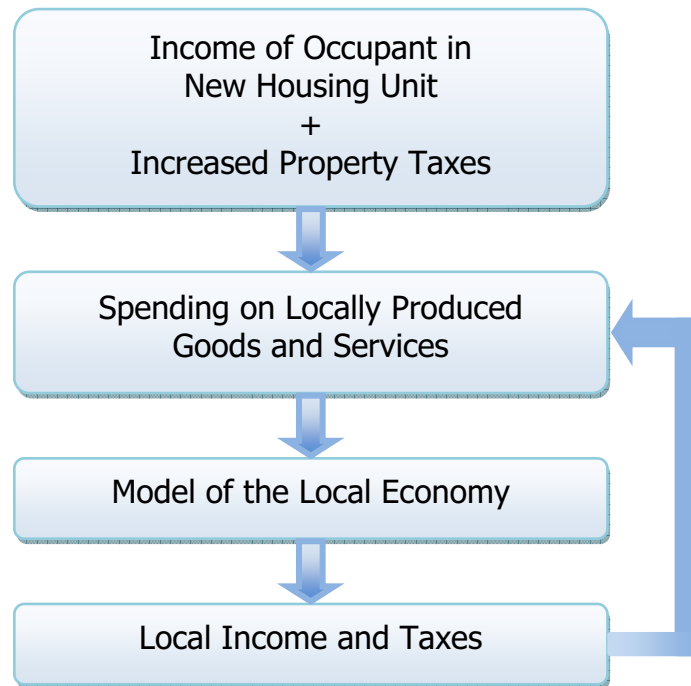 Income of Occupant in
New Housing Unit
+
Increased Property Taxes
Spending on Locally Produced
Goods and Services
Model of the Local Economy
Local Income and Taxes